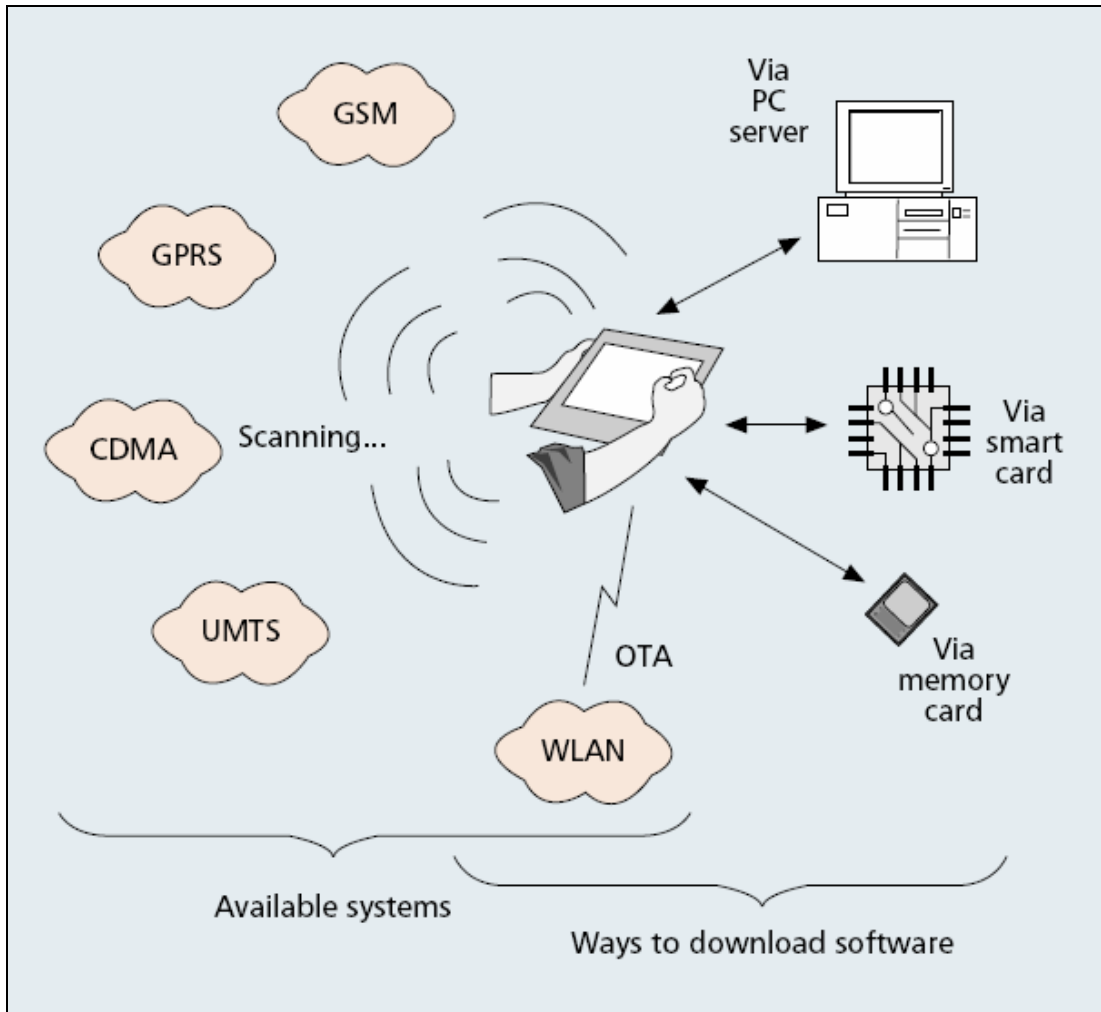 GSM
Via
PC
server
GPRS
CDMA
Scanning...
Via
smart
card
UMTS
OTA
Via
memory
card
WLAN
Available systems
Ways to download software